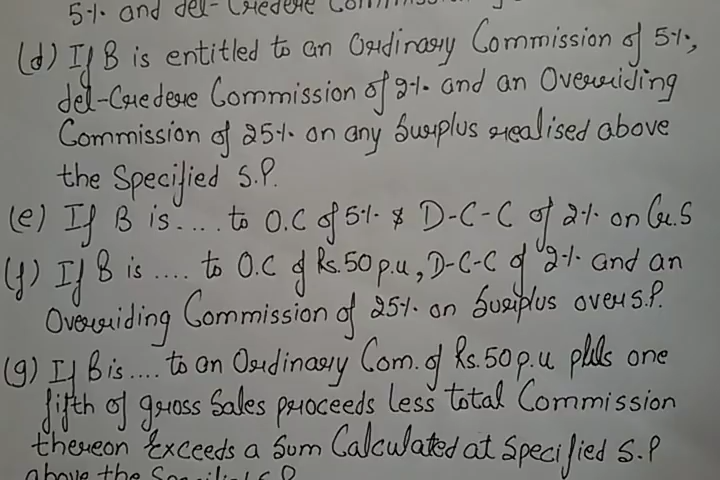 5% and del-Credere Commission
(d) If B is entitled to an Ordinary Commission of 5%,
del-Credere Commission of 2% and an Overriding
Commission of 25% on any Surplus realised above
the Specified S.P.
(e) If B is.... to O.C of 5% & D-C-C of 2% on Cr.S
(f) If B is .... to O.C of Rs.50 p.u, D-C-C of 2% and an
Overriding Commission of 25% on Surplus over S.P.
(g) If B is .... to an Ordinary Com. of Rs.50 p.u plus one
fifth of gross Sales proceeds less total Commission
thereon Exceeds a Sum Calculated at Specified S.P
above the Specified S.P